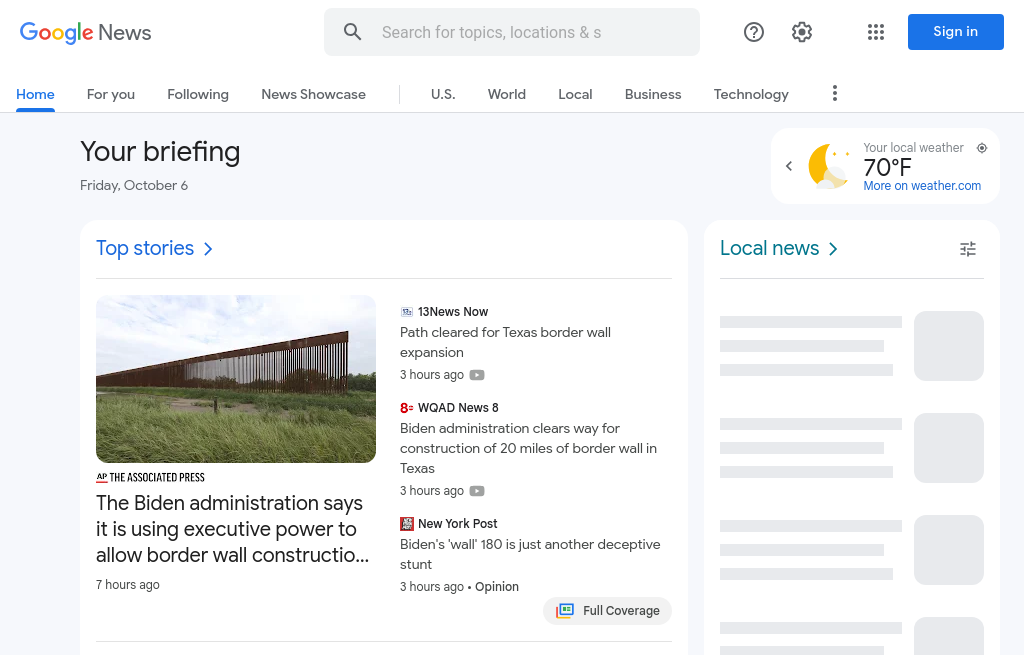 Google News
Search for topics, locations & s
Sign in
Home
For you
Following
News Showcase
U.S.
World
Local
Business
Technology
Your briefing
Friday, October 6
Your local weather
70°F
More on weather.com
Top stories
AP THE ASSOCIATED PRESS
The Biden administration says
it is using executive power to
allow border wall constructio...
7 hours ago
13News Now
Path cleared for Texas border wall
expansion
3 hours ago
WQAD News 8
Biden administration clears way for
construction of 20 miles of border wall in
Texas
3 hours ago
New York Post
Biden's 'wall' 180 is just another deceptive
stunt
3 hours ago • Opinion
Full Coverage
Local news